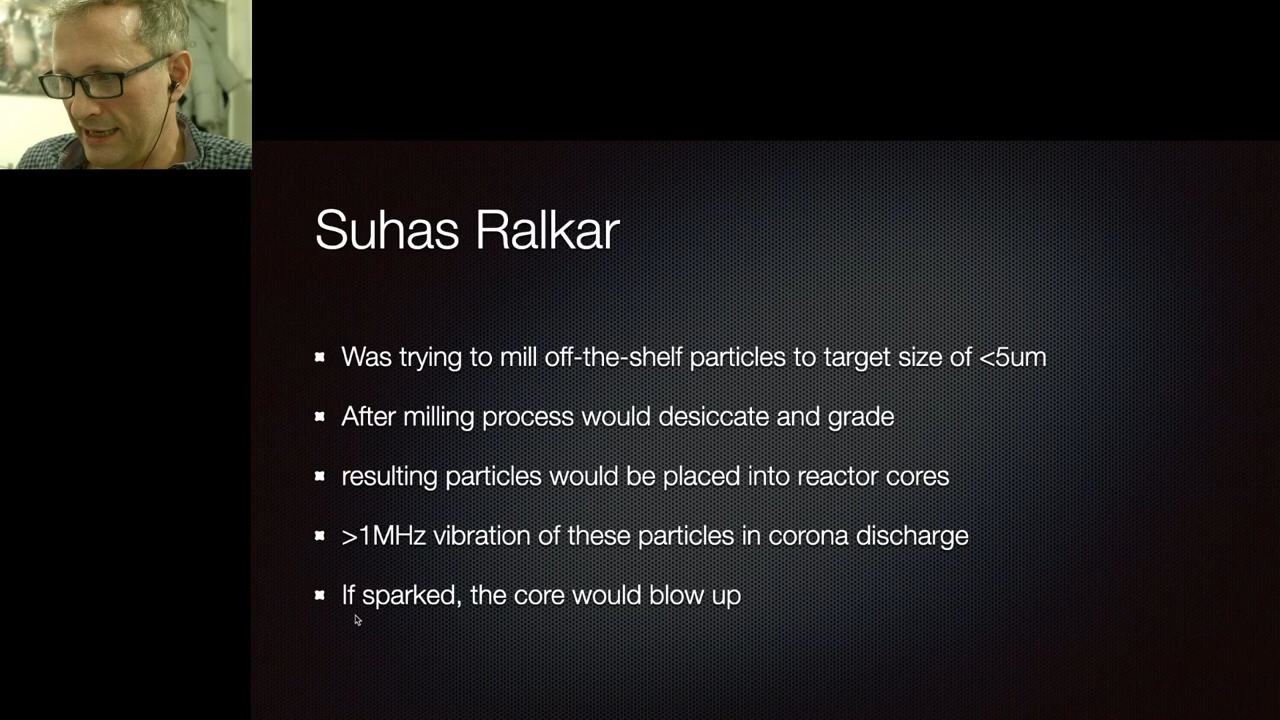 Suhas Ralkar
Was trying to mill off-the-shelf particles to target size of <5um
After milling process would desiccate and grade
resulting particles would be placed into reactor cores
>1MHz vibration of these particles in corona discharge
If sparked, the core would blow up